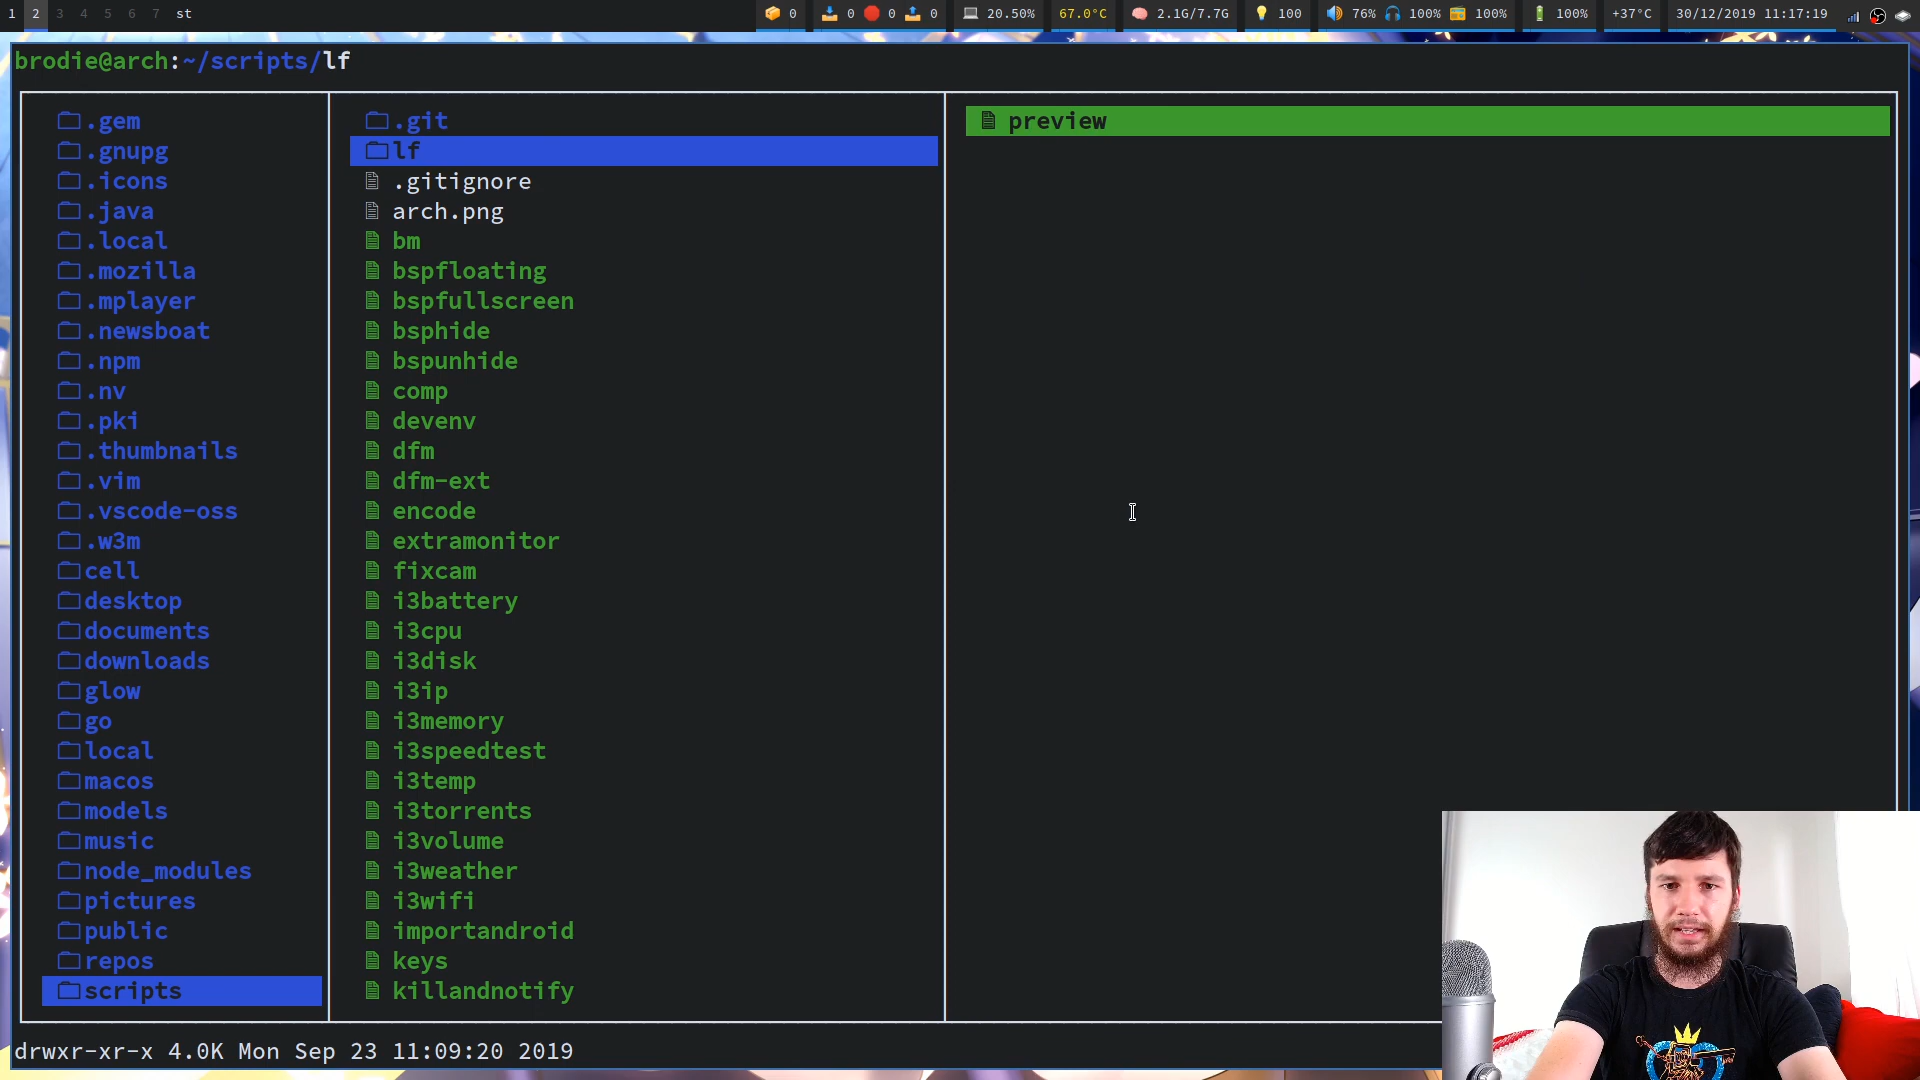 1 2 3 4 5 6 7 st 0 0 0 0 20.50% 67.0°C 2.1G/7.7G 100 76% 100% 100% 100% +37°C 30/12/2019 11:17:19
brodie@arch:~/scripts/lf
.gem
.gnupg
.icons
.java
.local
.mozilla
.mplayer
.newsboat
.npm
.nv
.pki
.thumbnails
.vim
.vscode-oss
.w3m
cell
desktop
documents
downloads
glow
go
local
macos
models
music
node_modules
pictures
public
repos
scripts
.git
lf
.gitignore
arch.png
bm
bspfloating
bspfullscreen
bsphide
bspunhide
comp
devenv
dfm
dfm-ext
encode
extramonitor
fixcam
i3battery
i3cpu
i3disk
i3ip
i3memory
i3speedtest
i3temp
i3torrents
i3volume
i3weather
i3wifi
importandroid
keys
killandnotify
preview
drwxr-xr-x 4.0K Mon Sep 23 11:09:20 2019